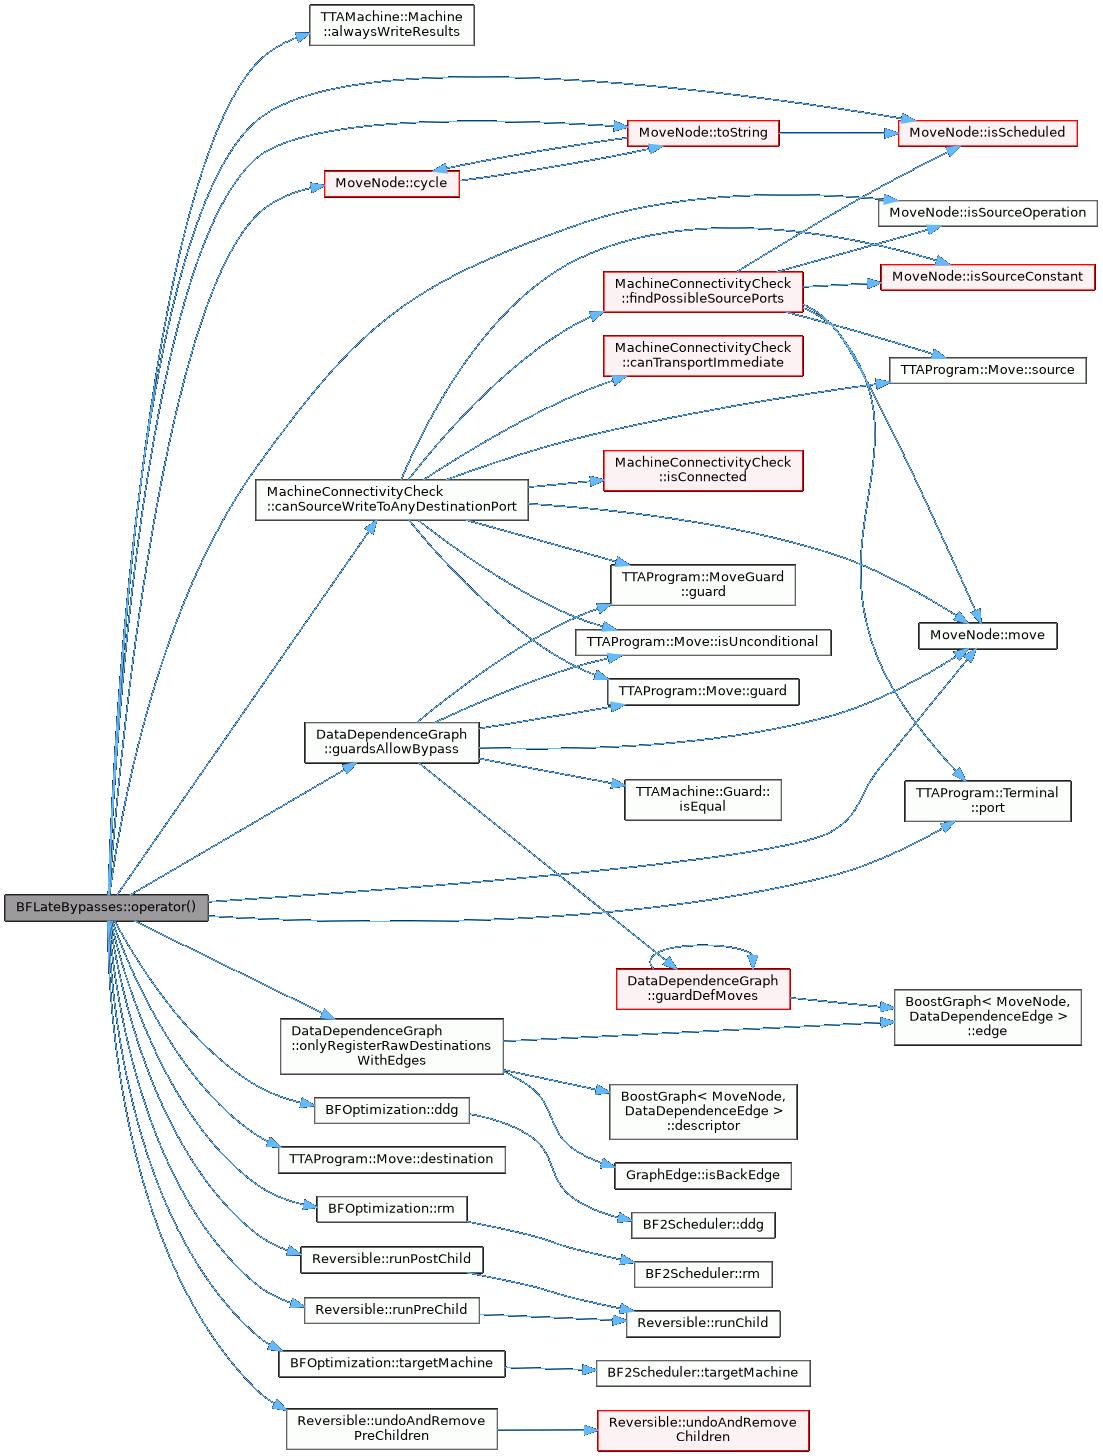 TTAMachine::Machine
::alwaysWriteResults
MoveNode::toString
MoveNode::isScheduled
MoveNode::cycle
MoveNode::isSourceOperation
MoveNode::isSourceConstant
MachineConnectivityCheck
::findPossibleSourcePorts
MachineConnectivityCheck
::canTransportImmediate
TTAProgram::Move::source
MachineConnectivityCheck
::isConnected
MachineConnectivityCheck
::canSourceWriteToAnyDestinationPort
TTAProgram::MoveGuard
::guard
TTAProgram::Move::isUnconditional
MoveNode::move
TTAProgram::Move::guard
DataDependenceGraph
::guardsAllowBypass
TTAMachine::Guard::
isEqual
TTAProgram::Terminal
::port
BFLateBypasses::operator()
DataDependenceGraph
::guardDefMoves
BoostGraph< MoveNode,
DataDependenceEdge >
::edge
DataDependenceGraph
::onlyRegisterRawDestinations
WithEdges
BoostGraph< MoveNode,
DataDependenceEdge >
::descriptor
BFOptimization::ddg
TTAProgram::Move::destination
GraphEdge::isBackEdge
BFOptimization::rm
BF2Scheduler::ddg
Reversible::runPostChild
BF2Scheduler::rm
Reversible::runPreChild
Reversible::runChild
BFOptimization::targetMachine
BF2Scheduler::targetMachine
Reversible::undoAndRemove
PreChildren
Reversible::undoAndRemove
Children